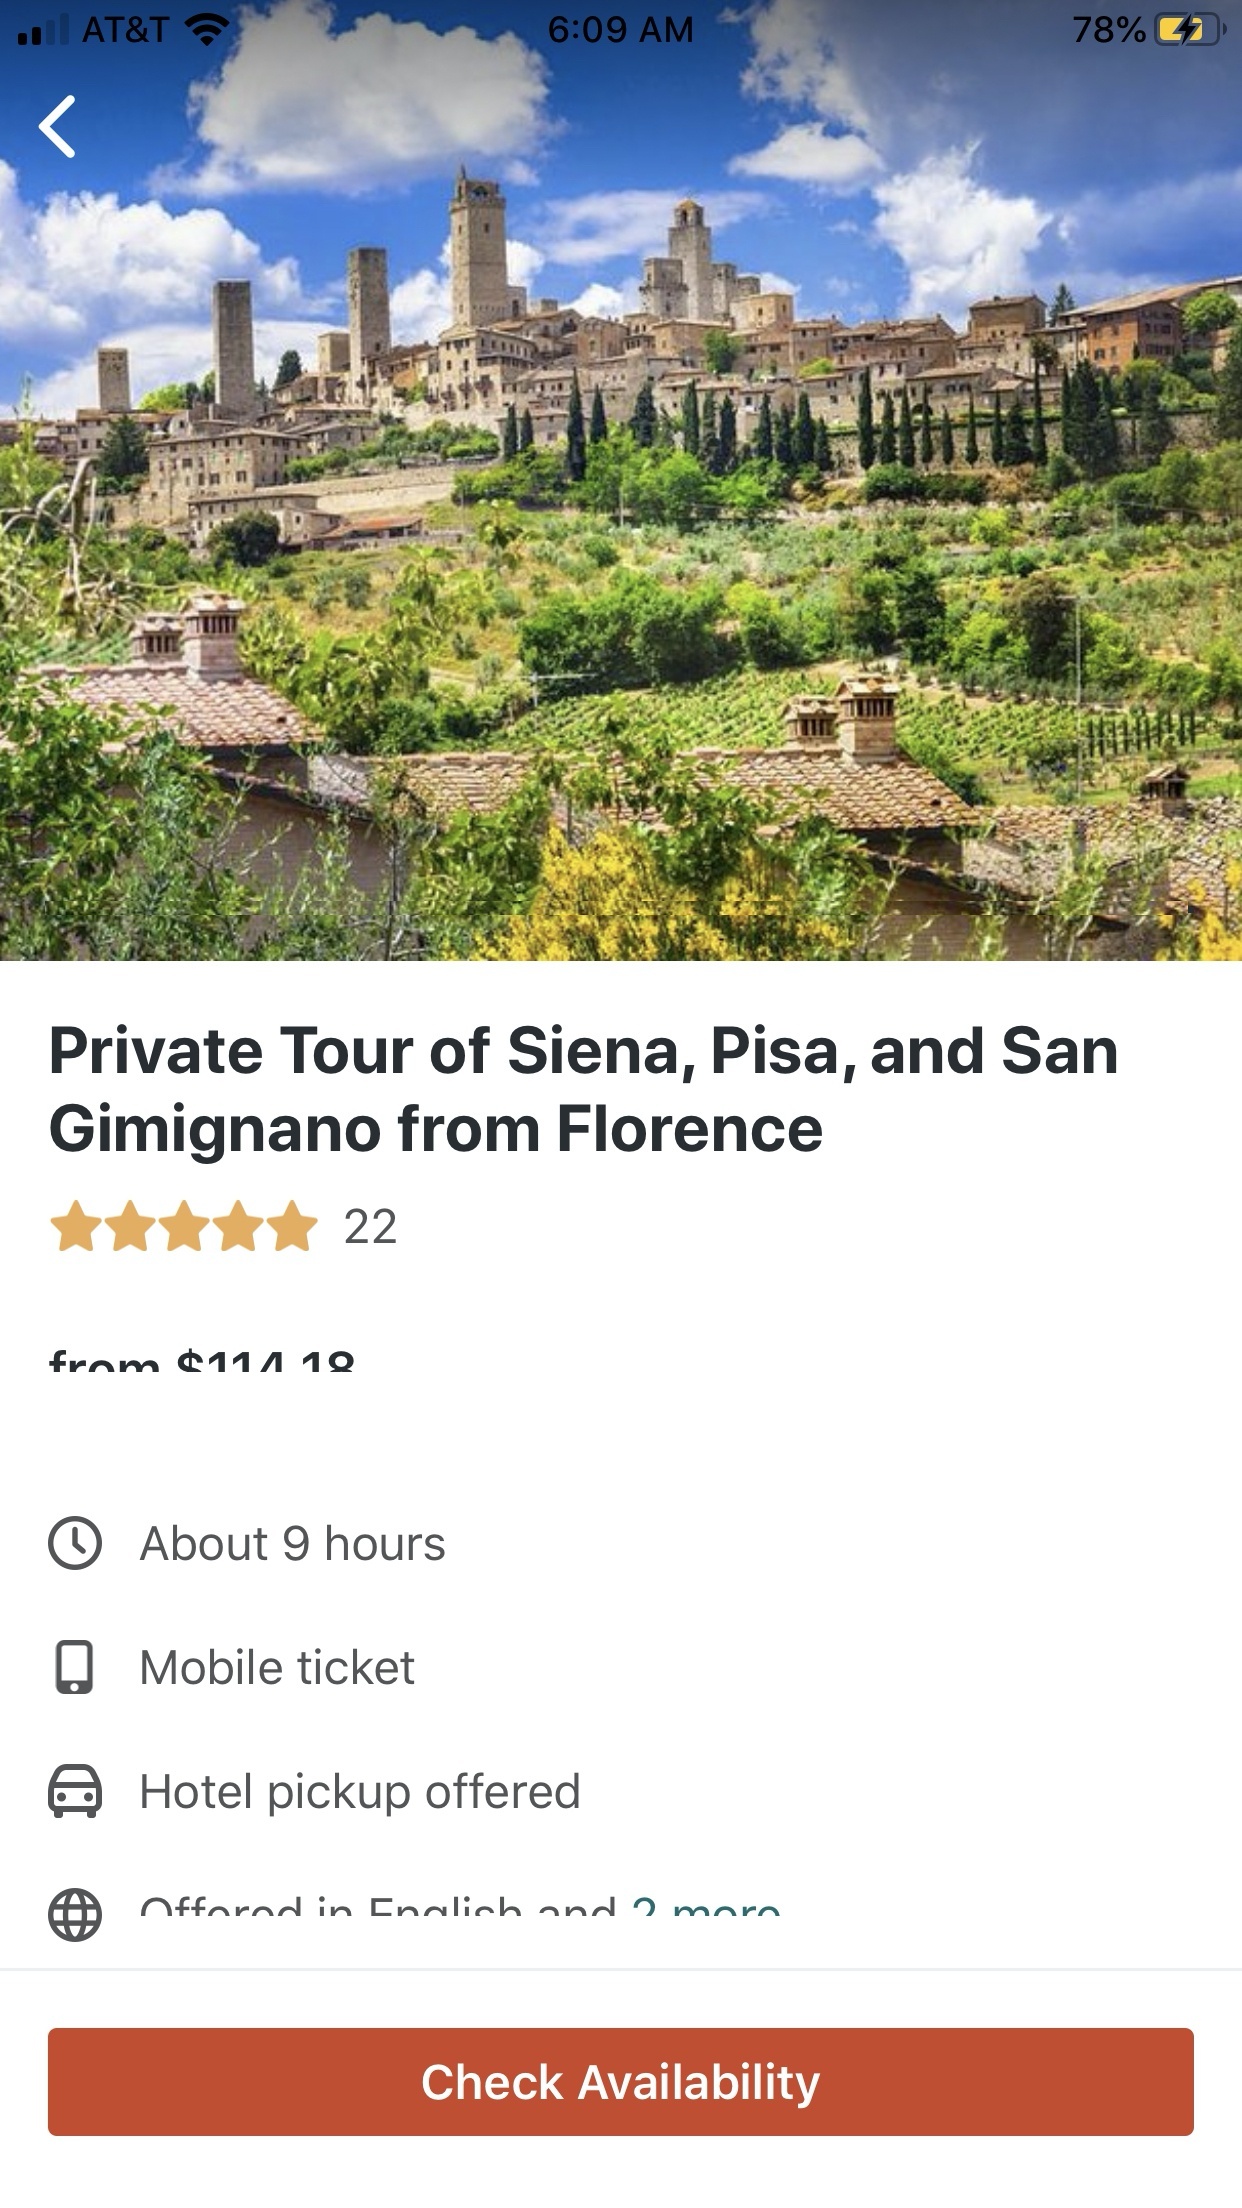 AT&T 6:09 AM 78%
Private Tour of Siena, Pisa, and San
Gimignano from Florence
22
from $114.18
About 9 hours
Mobile ticket
Hotel pickup offered
Offered in English and 2 more
Check Availability